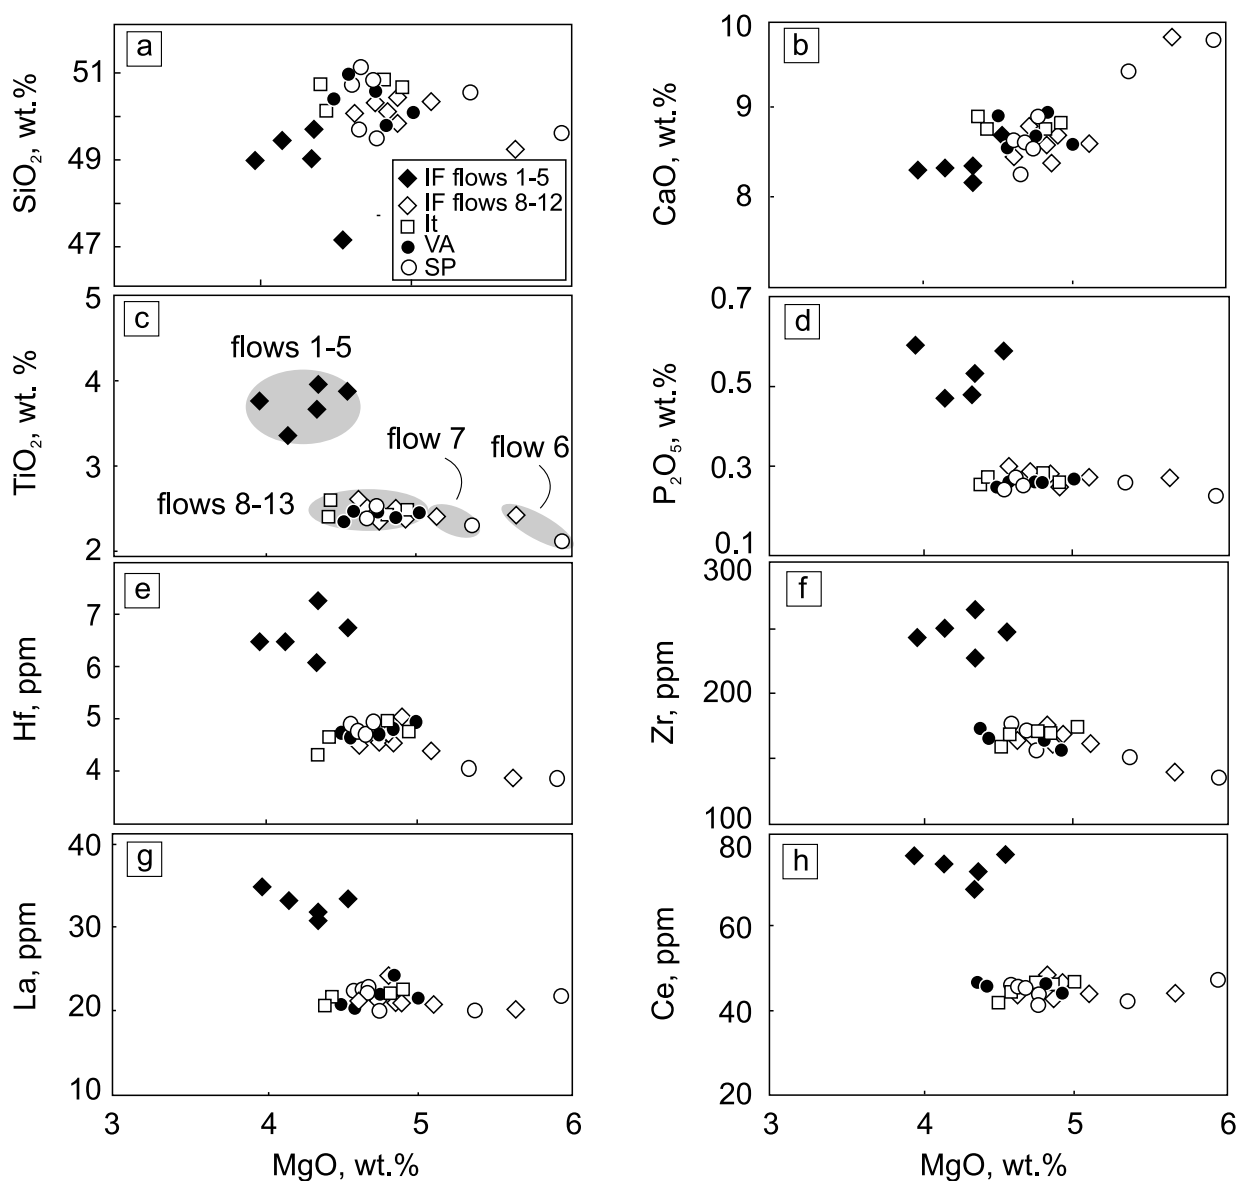 a
SiO₂, wt.%
51
49
47
IF flows 1-5
IF flows 8-12
It
VA
SP
b
CaO, wt.%
10
9
8
7
c
TiO₂, wt. %
5
4
3
2
flows 1-5
flow 7
flow 6
flows 8-13
d
P₂O₅, wt.%
0.7
0.5
0.3
0.1
e
Hf, ppm
7
6
5
4
f
Zr, ppm
300
200
100
g
La, ppm
40
30
20
10
3 4 5 6
MgO, wt.%
h
Ce, ppm
80
60
40
20
3 4 5 6
MgO, wt.%